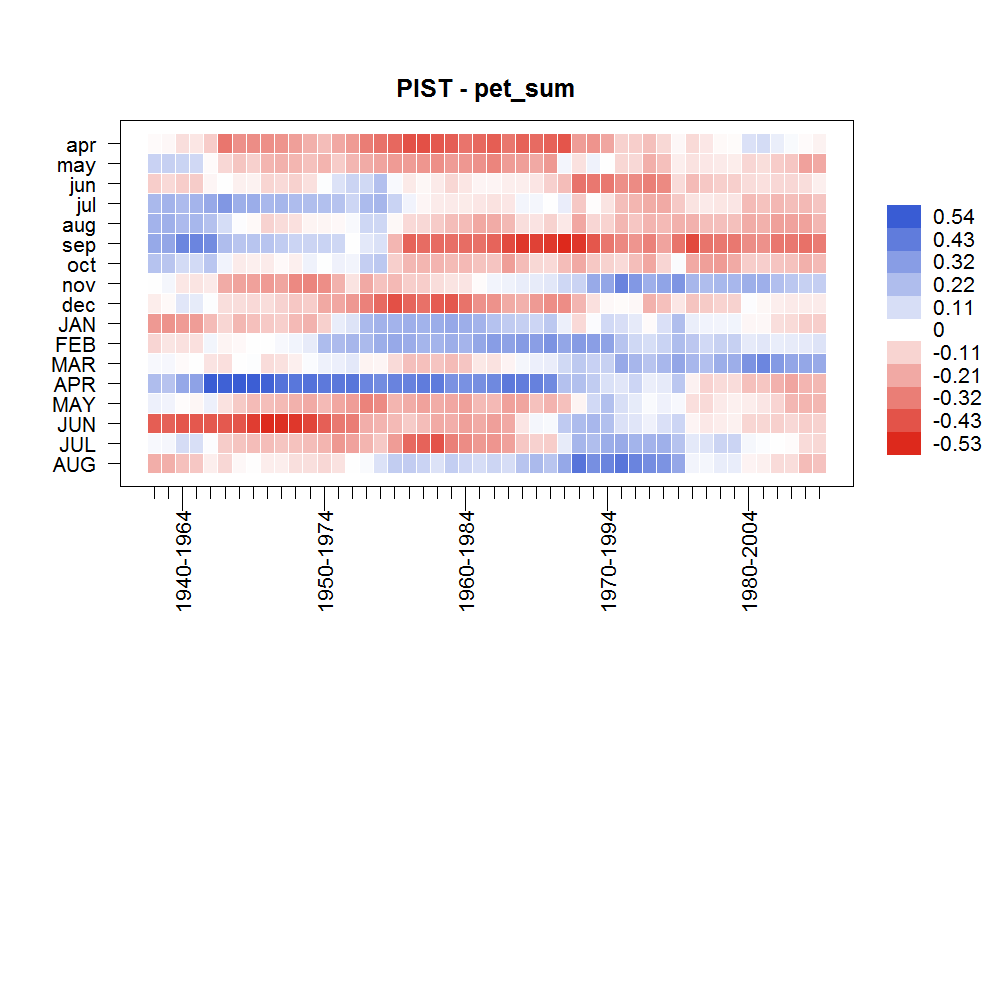 PIST - pet_sum
apr
may
jun
jul
aug
sep
oct
nov
dec
JAN
FEB
MAR
APR
MAY
JUN
JUL
AUG
0.54
0.43
0.32
0.22
0.11
0
-0.11
-0.21
-0.32
-0.43
-0.53
1940-1964
1950-1974
1960-1984
1970-1994
1980-2004